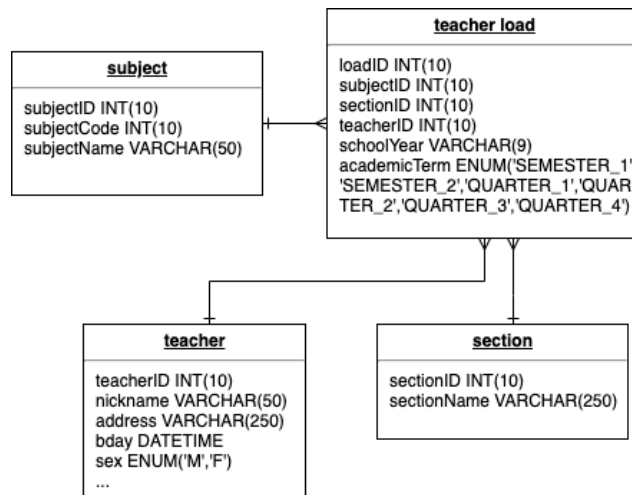 subject
subjectID INT(10)
subjectCode INT(10)
subjectName VARCHAR(50)
teacher load
loadID INT(10)
subjectID INT(10)
sectionID INT(10)
teacherID INT(10)
schoolYear VARCHAR(9)
academicTerm ENUM('SEMESTER_1'
'SEMESTER_2','QUARTER_1','QUAR
TER_2','QUARTER_3','QUARTER_4')
teacher
teacherID INT(10)
nickname VARCHAR(50)
address VARCHAR(250)
bday DATETIME
sex ENUM('M','F')
...
section
sectionID INT(10)
sectionName VARCHAR(250)